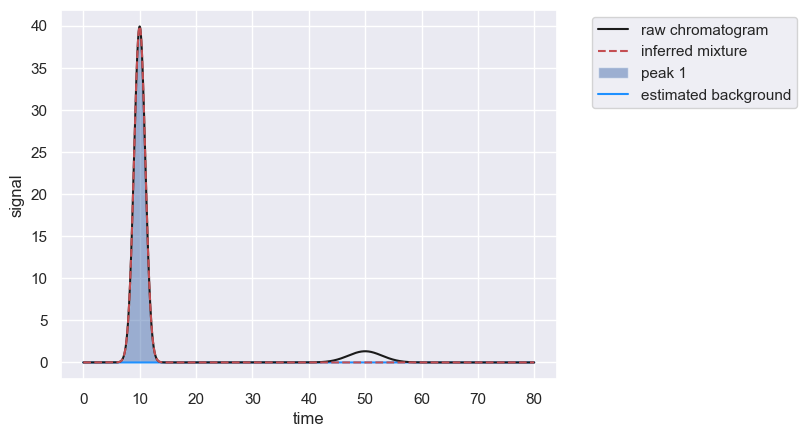 raw chromatogram
inferred mixture
peak 1
estimated background
40
35
30
25
20
15
10
5
0
signal
0 10 20 30 40 50 60 70 80
time